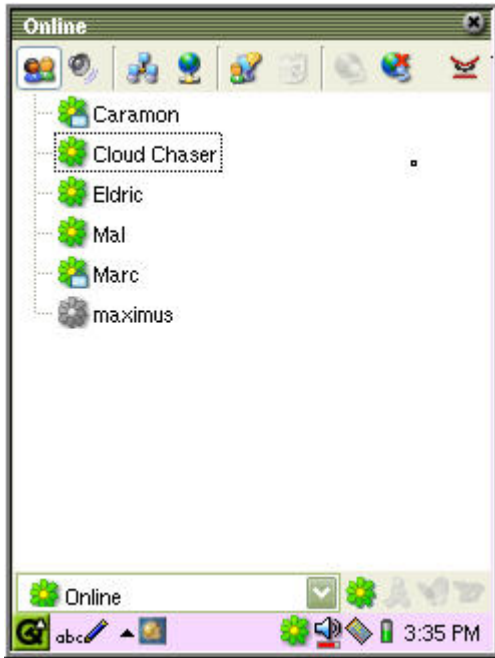 Online
Caramon
Cloud Chaser
Eldric
Mal
Marc
maximus
Online
abc 3:35 PM